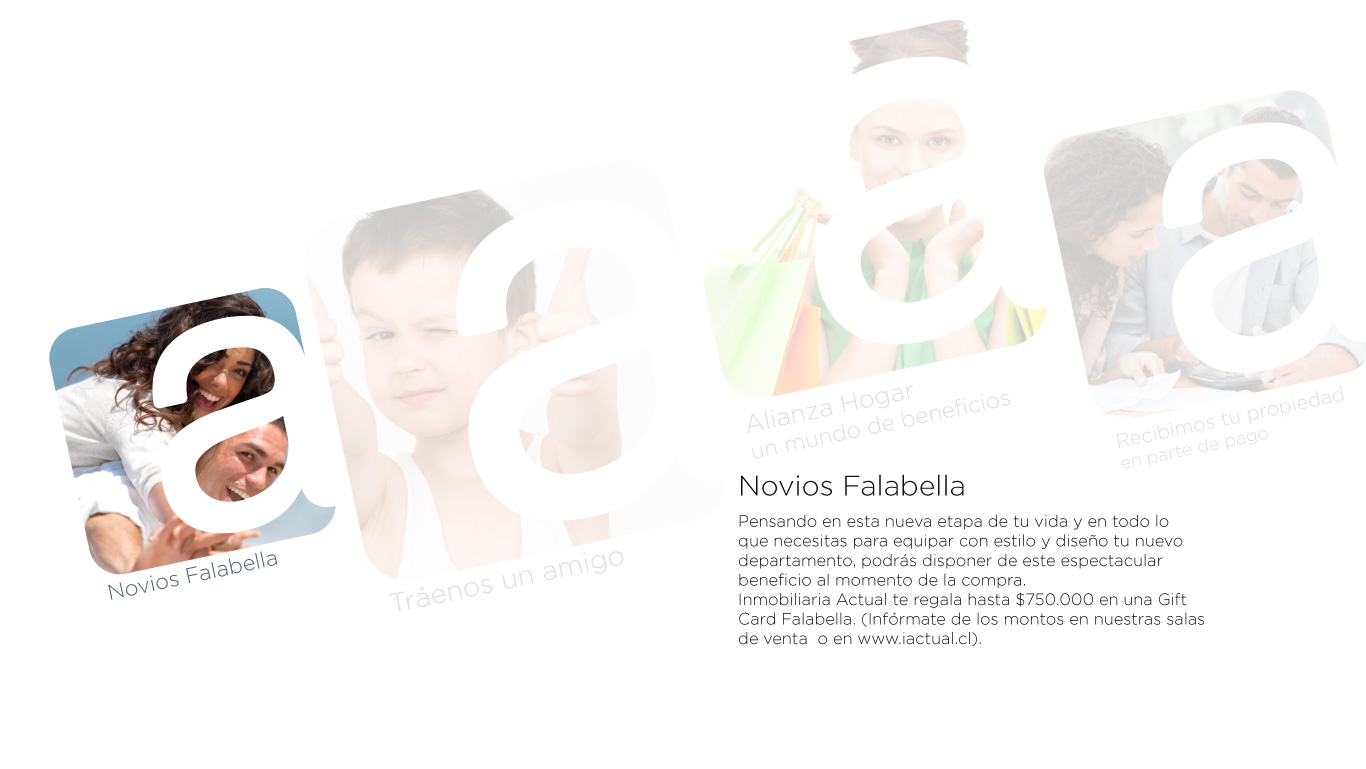 a
a
a
a
Novios Falabella
Tráenos un amigo
Alianza Hogar
un mundo de beneficios
Recibimos tu propiedad
en parte de pago
Novios Falabella
Pensando en esta nueva etapa de tu vida y en todo lo
que necesitas para equipar con estilo y diseño tu nuevo
departamento, podrás disponer de este espectacular
beneficio al momento de la compra.
Inmobiliaria Actual te regala hasta $750.000 en una Gift
Card Falabella. (Infórmate de los montos en nuestras salas
de venta  o en www.iactual.cl).